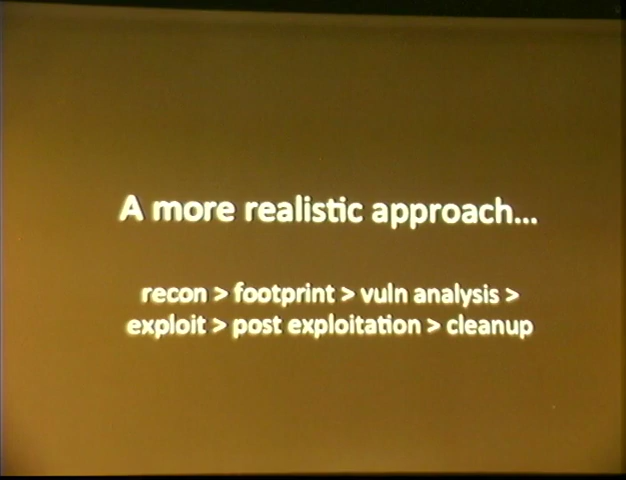 A more realistic approach...
recon > footprint > vuln analysis >
exploit > post exploitation > cleanup